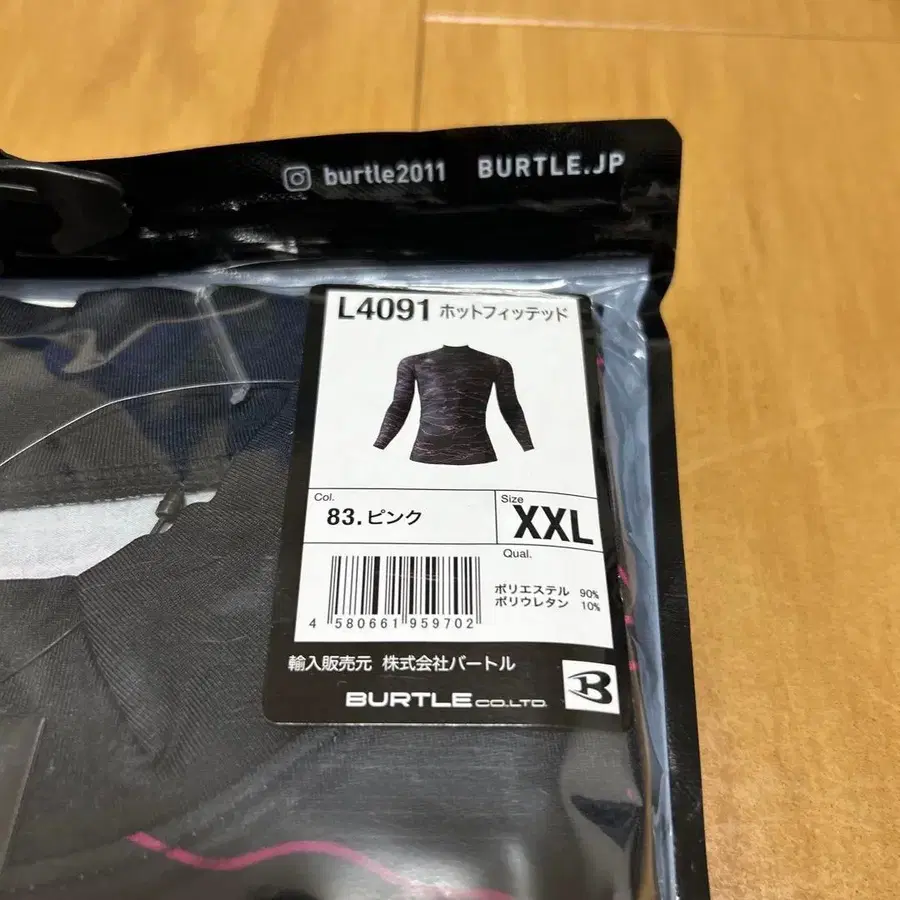 burtle2011 BURTLE.JP
L4091 ホットフィッテッド
Col.
83.ピンク
Size
XXL
Qual.
ポリエステル 90%
ポリウレタン 10%
4 580661 959702
輸入販売元 株式会社バートル
BURTLE CO.LTD.
B